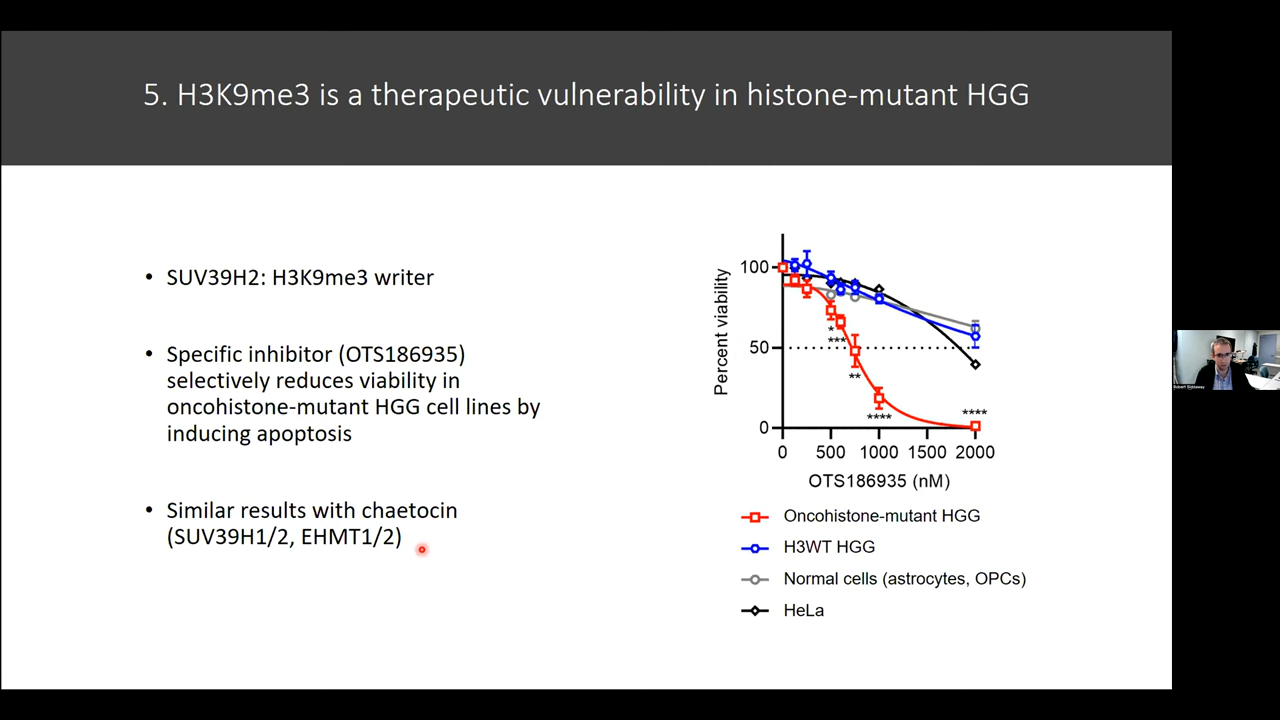 5. H3K9me3 is a therapeutic vulnerability in histone-mutant HGG
• SUV39H2: H3K9me3 writer
• Specific inhibitor (OTS186935)
selectively reduces viability in
oncohistone-mutant HGG cell lines by
inducing apoptosis
• Similar results with chaetocin
(SUV39H1/2, EHMT1/2)
Percent viability
100
50
0
*
***
**
****
****
0 500 1000 1500 2000
OTS186935 (nM)
Oncohistone-mutant HGG
H3WT HGG
Normal cells (astrocytes, OPCs)
HeLa
Robert Siddaway